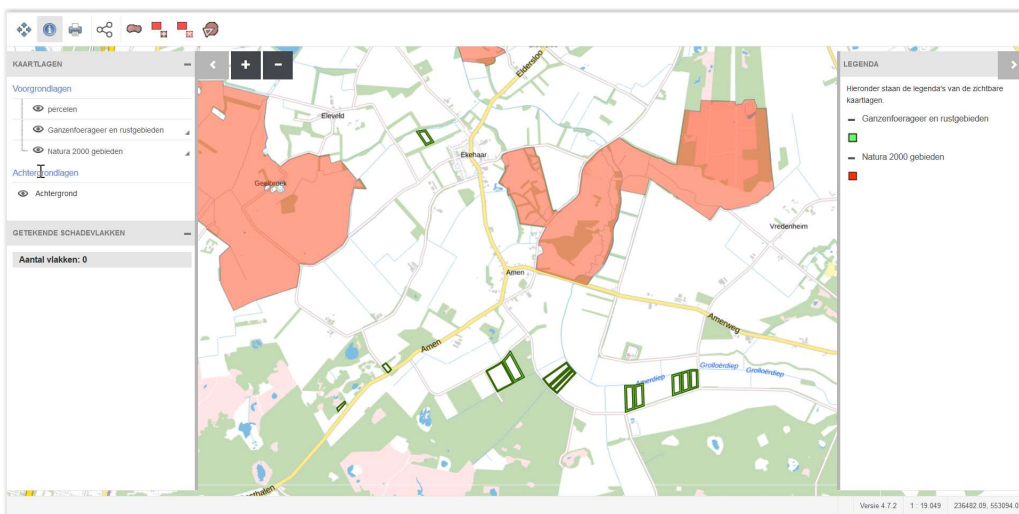 KAARTLAGEN
Voorgrondlagen
percelen
Ganzenfoerageer en rustgebieden
Natura 2000 gebieden
Achtergrondlagen
Achtergrond
GETEKENDE SCHADEVLAKKEN
Aantal vlakken: 0
Eldersloo
Eleveld
Ekehaar
Geelbroek
Vredenheim
Amen
Amerweg
Amen
Amerdiep
Grolloërdiep
Grolloërdiep
LEGENDA
Hieronder staan de legenda's van de zichtbare
kaartlagen.
Ganzenfoerageer en rustgebieden
Natura 2000 gebieden
Versie 4.7.2
1 : 19.049
236482.09, 553094.0